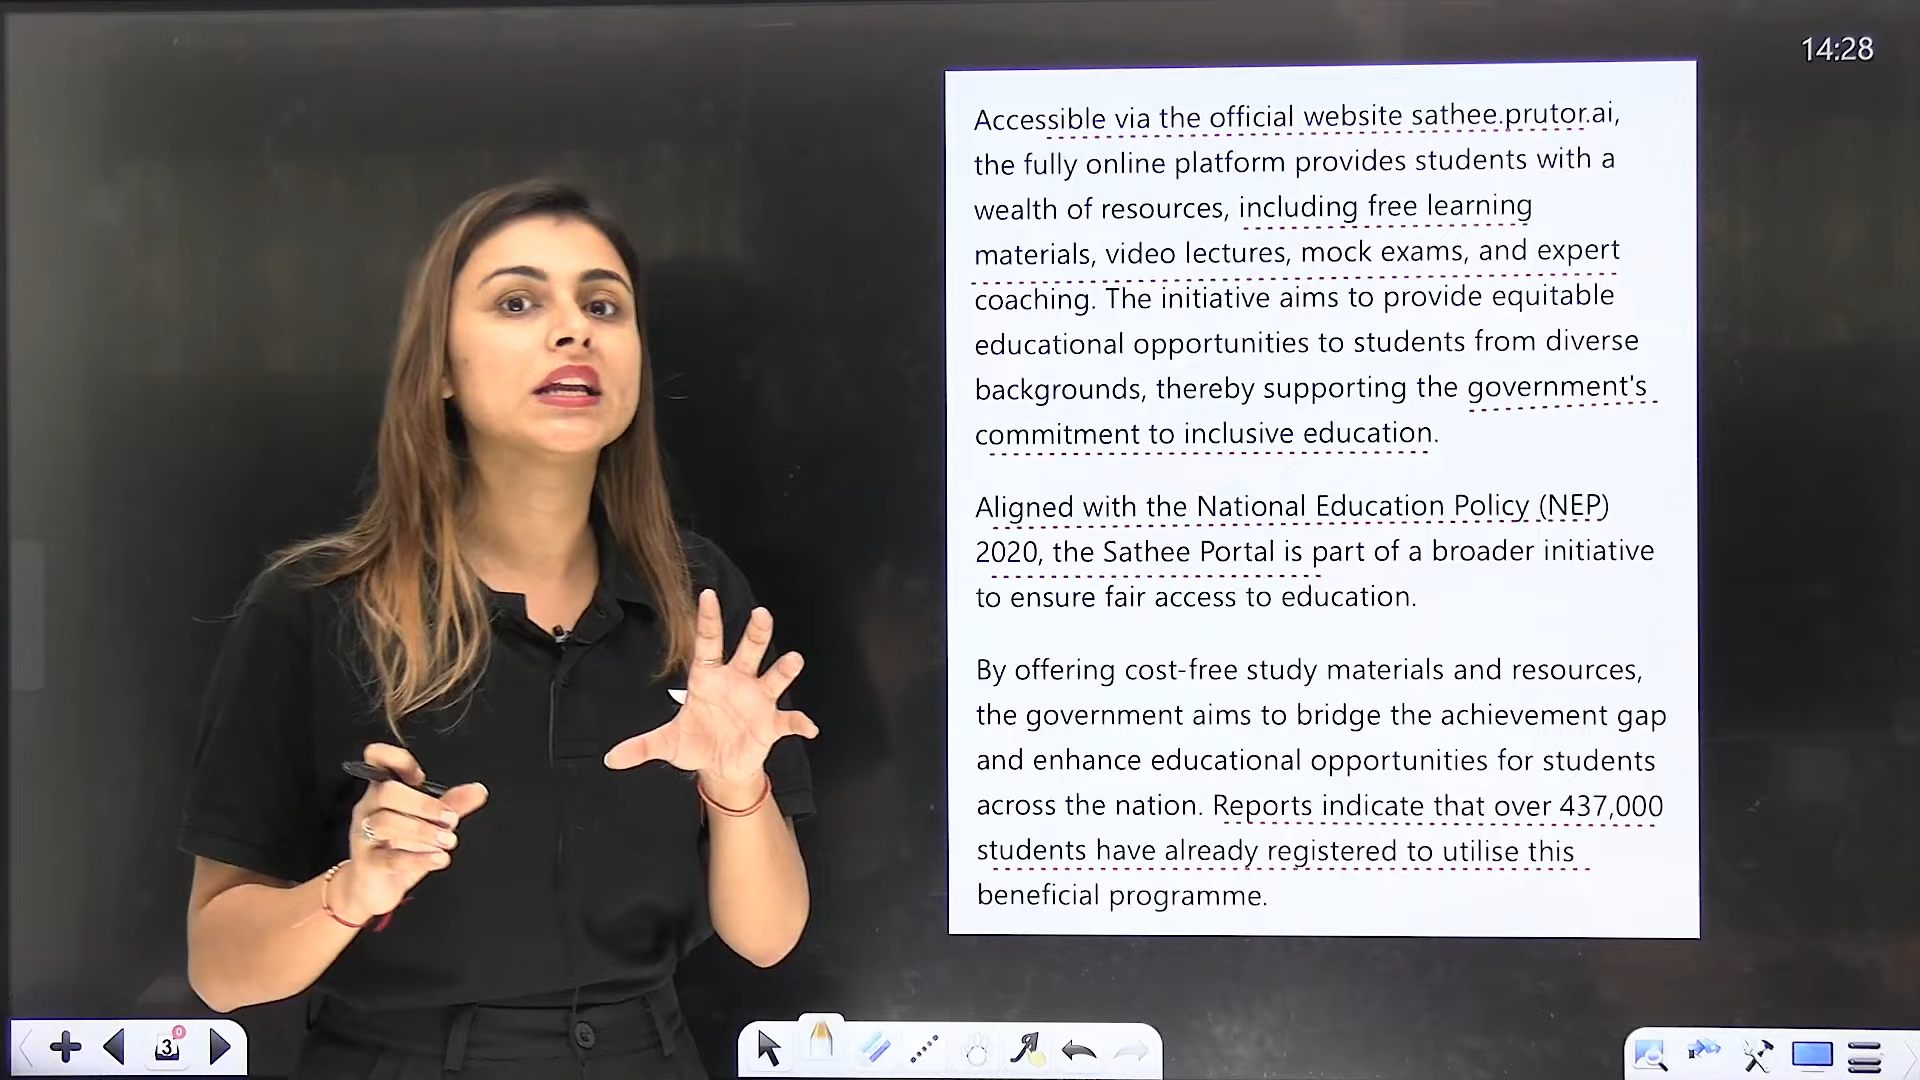 14:28
Accessible via the official website sathee.prutor.ai,
the fully online platform provides students with a
wealth of resources, including free learning
materials, video lectures, mock exams, and expert
coaching. The initiative aims to provide equitable
educational opportunities to students from diverse
backgrounds, thereby supporting the government's
commitment to inclusive education.
Aligned with the National Education Policy (NEP)
2020, the Sathee Portal is part of a broader initiative
to ensure fair access to education.
By offering cost-free study materials and resources,
the government aims to bridge the achievement gap
and enhance educational opportunities for students
across the nation. Reports indicate that over 437,000
students have already registered to utilise this
beneficial programme.
0
3